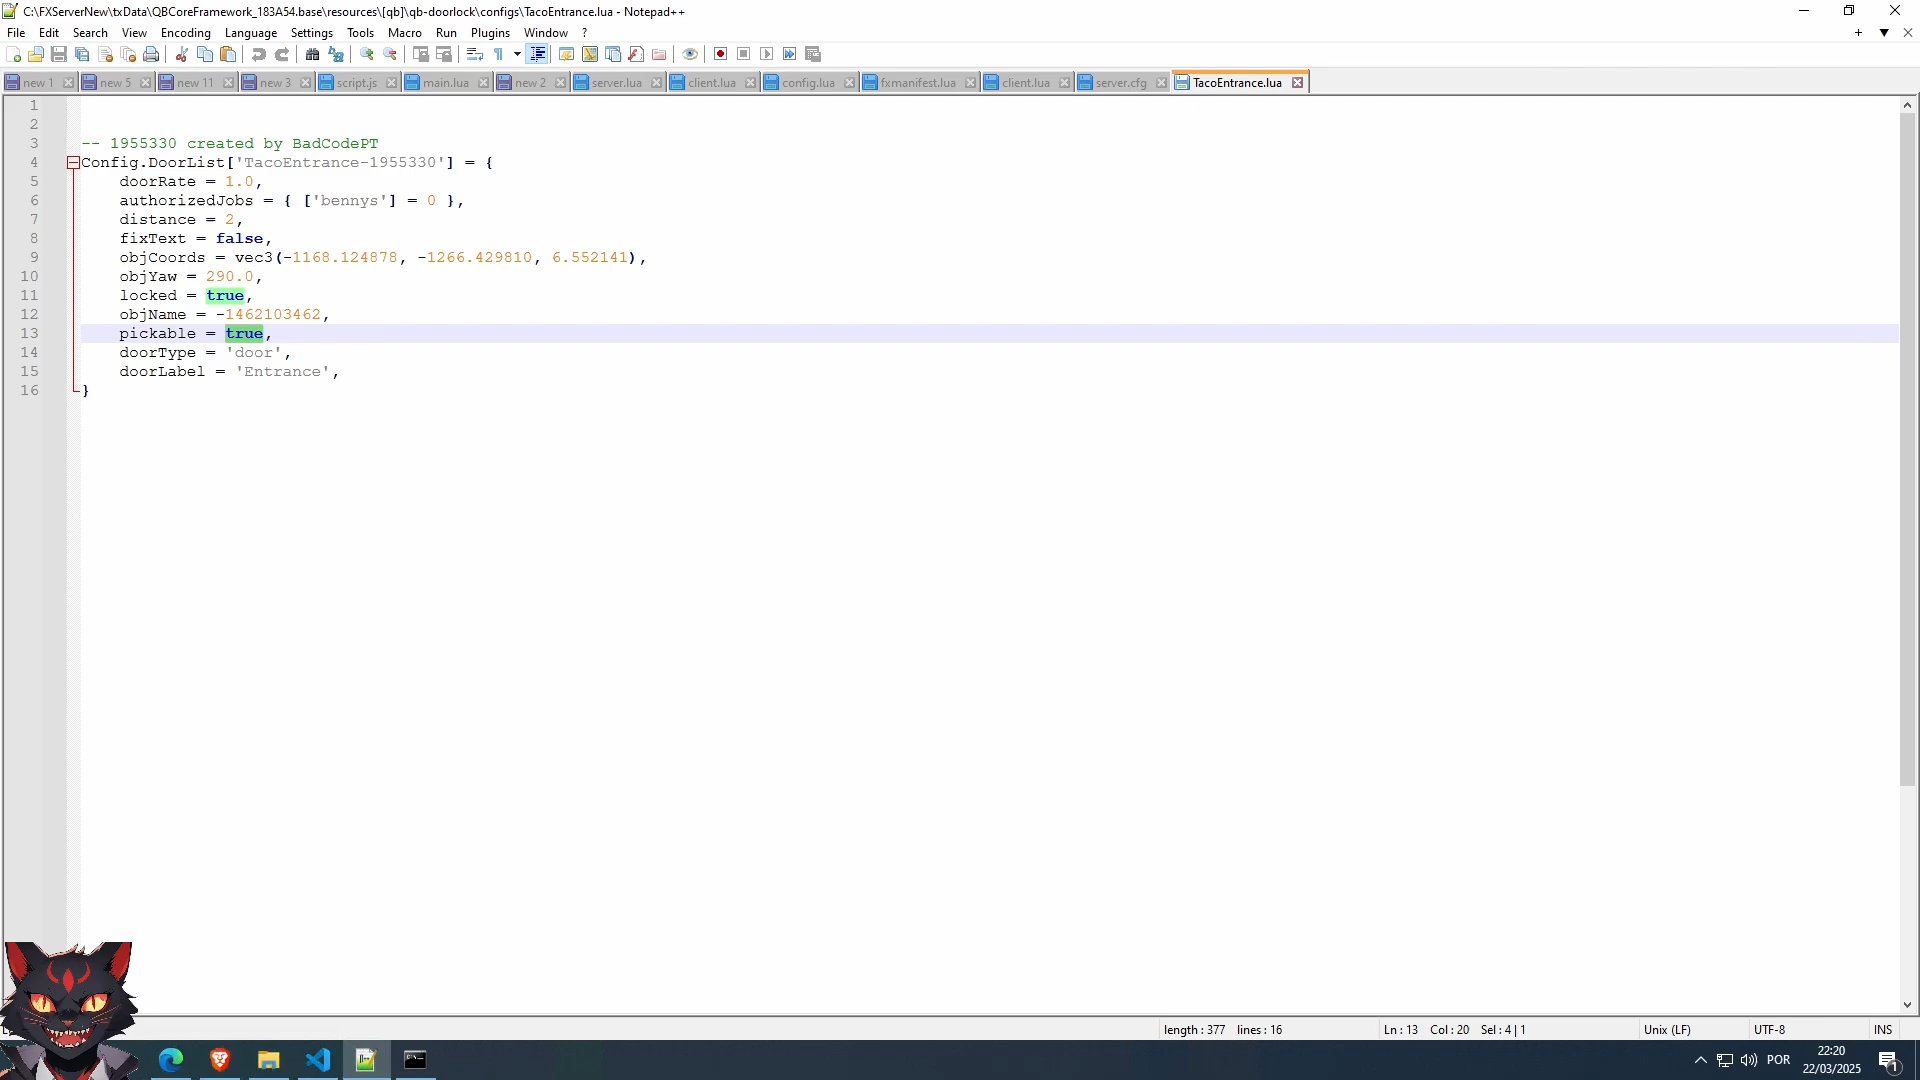 C:\FXServerNew\txData\QBCoreFramework_183A54.base\resources\[qb]\qb-doorlock\configs\TacoEntrance.lua - Notepad++
File Edit Search View Encoding Language Settings Tools Macro Run Plugins Window ?
new 1 new 5 new 11 new 3 script.js main.lua new 2 server.lua client.lua config.lua fxmanifest.lua client.lua server.cfg TacoEntrance.lua
1
2
3 -- 1955330 created by BadCodePT
4 Config.DoorList['TacoEntrance-1955330'] = {
5 doorRate = 1.0,
6 authorizedJobs = { ['bennys'] = 0 },
7 distance = 2,
8 fixText = false,
9 objCoords = vec3(-1168.124878, -1266.429810, 6.552141),
10 objYaw = 290.0,
11 locked = true,
12 objName = -1462103462,
13 pickable = true,
14 doorType = 'door',
15 doorLabel = 'Entrance',
16 }
length : 377 lines : 16 Ln : 13 Col : 20 Sel : 4 | 1 Unix (LF) UTF-8 INS
POR
22:20
22/03/2025
1